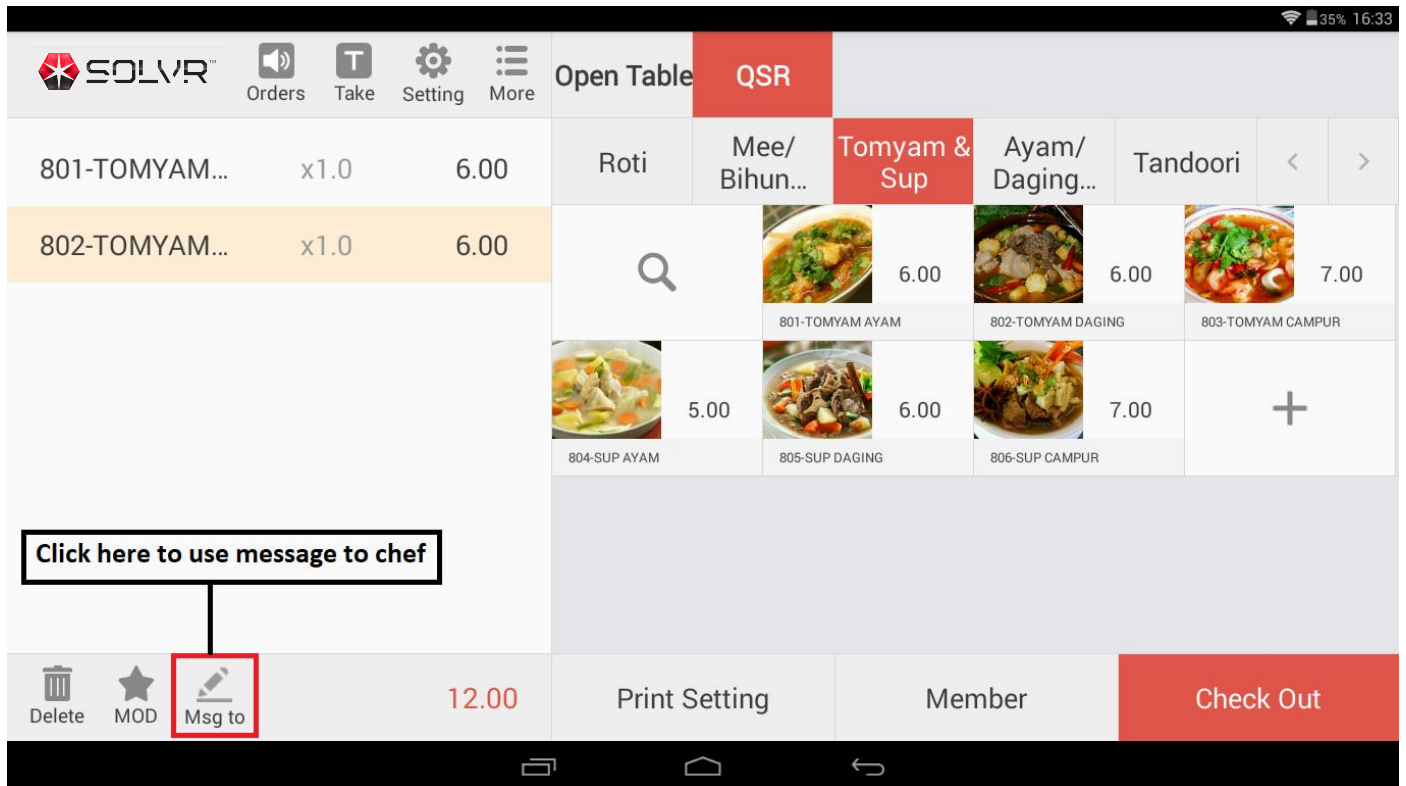 35% 16:33
SOLVR™
Orders Take Setting More
Open Table QSR
801-TOMYAM... x1.0 6.00
802-TOMYAM... x1.0 6.00
Roti
Mee/
Bihun...
Tomyam &
Sup
Ayam/
Daging...
Tandoori < >
6.00
801-TOMYAM AYAM
6.00
802-TOMYAM DAGING
7.00
803-TOMYAM CAMPUR
5.00
804-SUP AYAM
6.00
805-SUP DAGING
7.00
806-SUP CAMPUR
+
Click here to use message to chef
Delete MOD Msg to 12.00
Print Setting Member Check Out